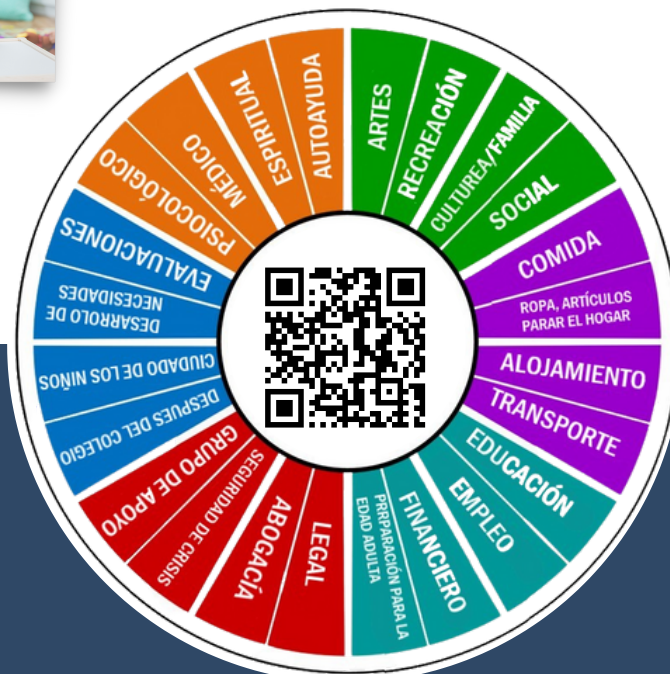 ARTES
RECREACIÓN
CULTUREA/FAMILIA
SOCIAL
COMIDA
ROPA, ARTÍCULOS
PARAR EL HOGAR
ALOJAMIENTO
TRANSPORTE
EDUCACIÓN
EMPLEO
FINANCIERO
PRRPARACIÓN PARA LA
EDAD ADULTA
LEGAL
ABOGACÍA
SEGURIDAD DE CRISIS
GRUPO DE APOYO
DESPUES DEL COLEGIO
CIUDADO DE LOS NIÑOS
DESARROLLO DE
NECESIDADES
EVALUACIONES
PSIOCOLÓGICO
MÉDICO
ESPIRITUAL
AUTOAYUDA